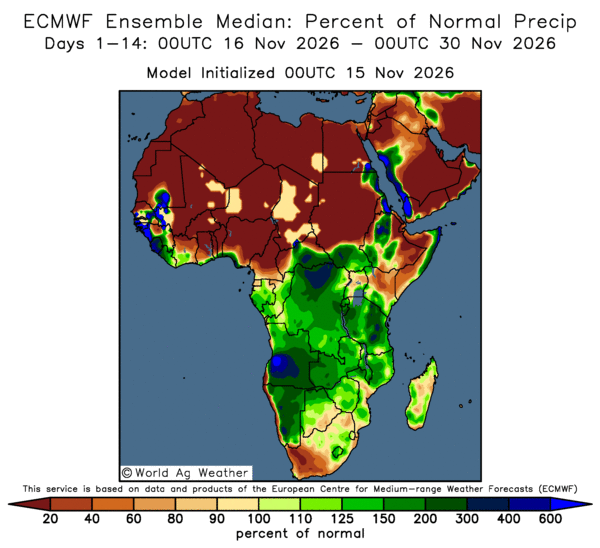 ECMWF Ensemble Median: Percent of Normal Precip
Days 1-14: 00UTC 16 Nov 2026 - 00UTC 30 Nov 2026
Model Initialized 00UTC 15 Nov 2026
© World Ag Weather
This service is based on data and products of the European Centre for Medium-range Weather Forecasts (ECMWF)
20 40 60 80 90 100 110 125 150 200 300 400 600
percent of normal